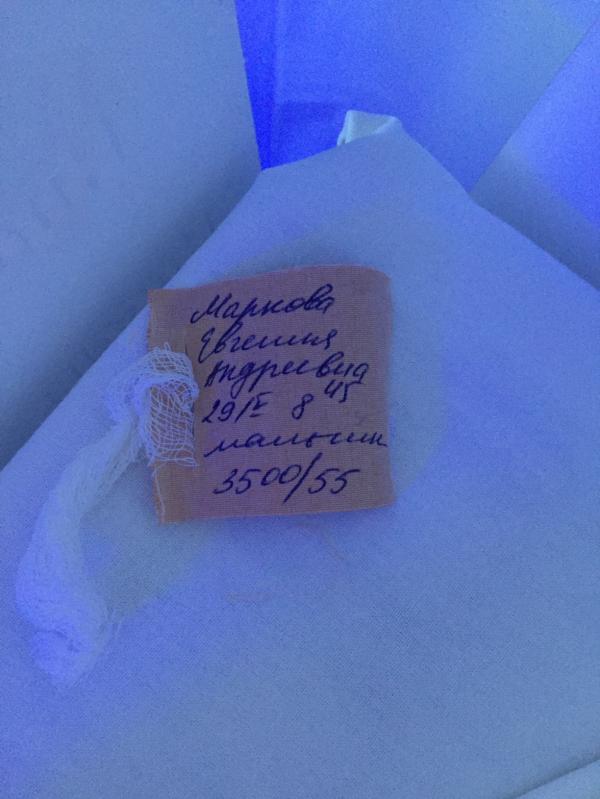 Маркова
Евгения
Андреевна
29/V 8 45
мальчик
3500/55